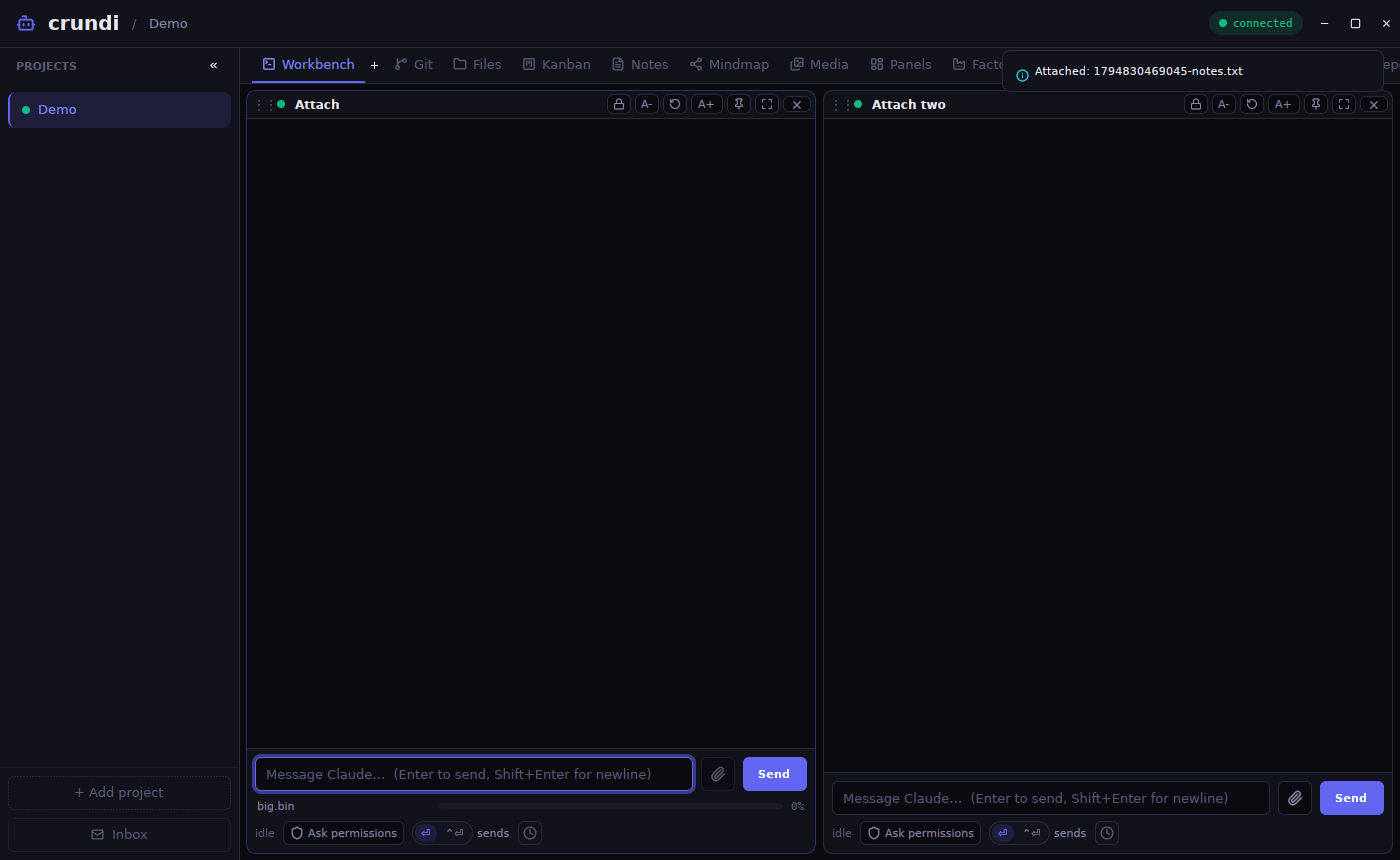 crundi / Demo
connected
PROJECTS «
Demo
+ Add project
Inbox
Workbench + Git Files Kanban Notes Mindmap Media Panels
Attached: 1794830469045-notes.txt
Attach A- A+
Message Claude... (Enter to send, Shift+Enter for newline) Send
big.bin 0%
idle Ask permissions ⏎ ⌃⏎ sends
Attach two A- A+
Message Claude... (Enter to send, Shift+Enter for newline) Send
idle Ask permissions ⏎ ⌃⏎ sends